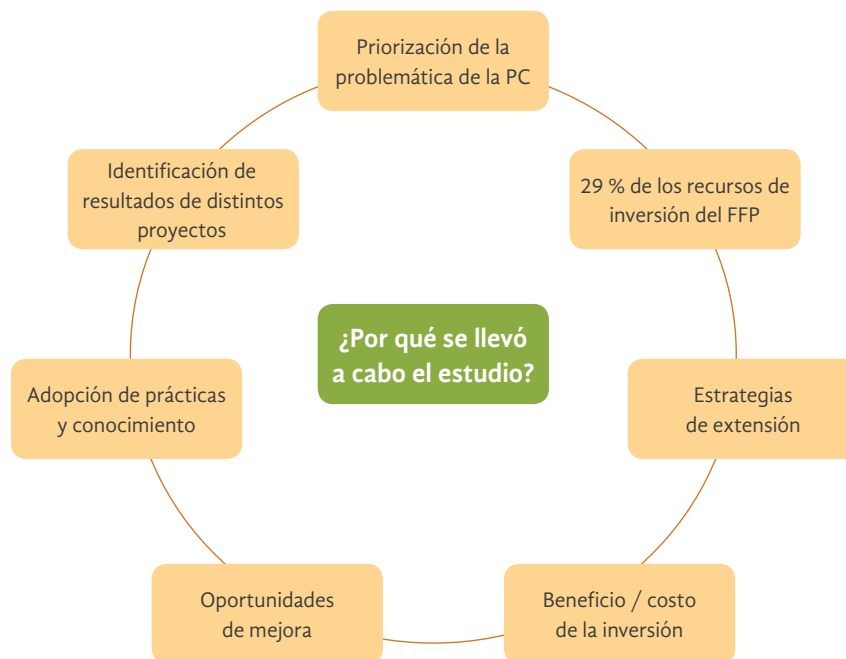 Priorización de la
problemática de la PC
29 % de los recursos de
inversión del FFP
Estrategias
de extensión
Beneficio / costo
de la inversión
Oportunidades
de mejora
Adopción de prácticas
y conocimiento
Identificación de
resultados de distintos
proyectos
¿Por qué se llevó
a cabo el estudio?